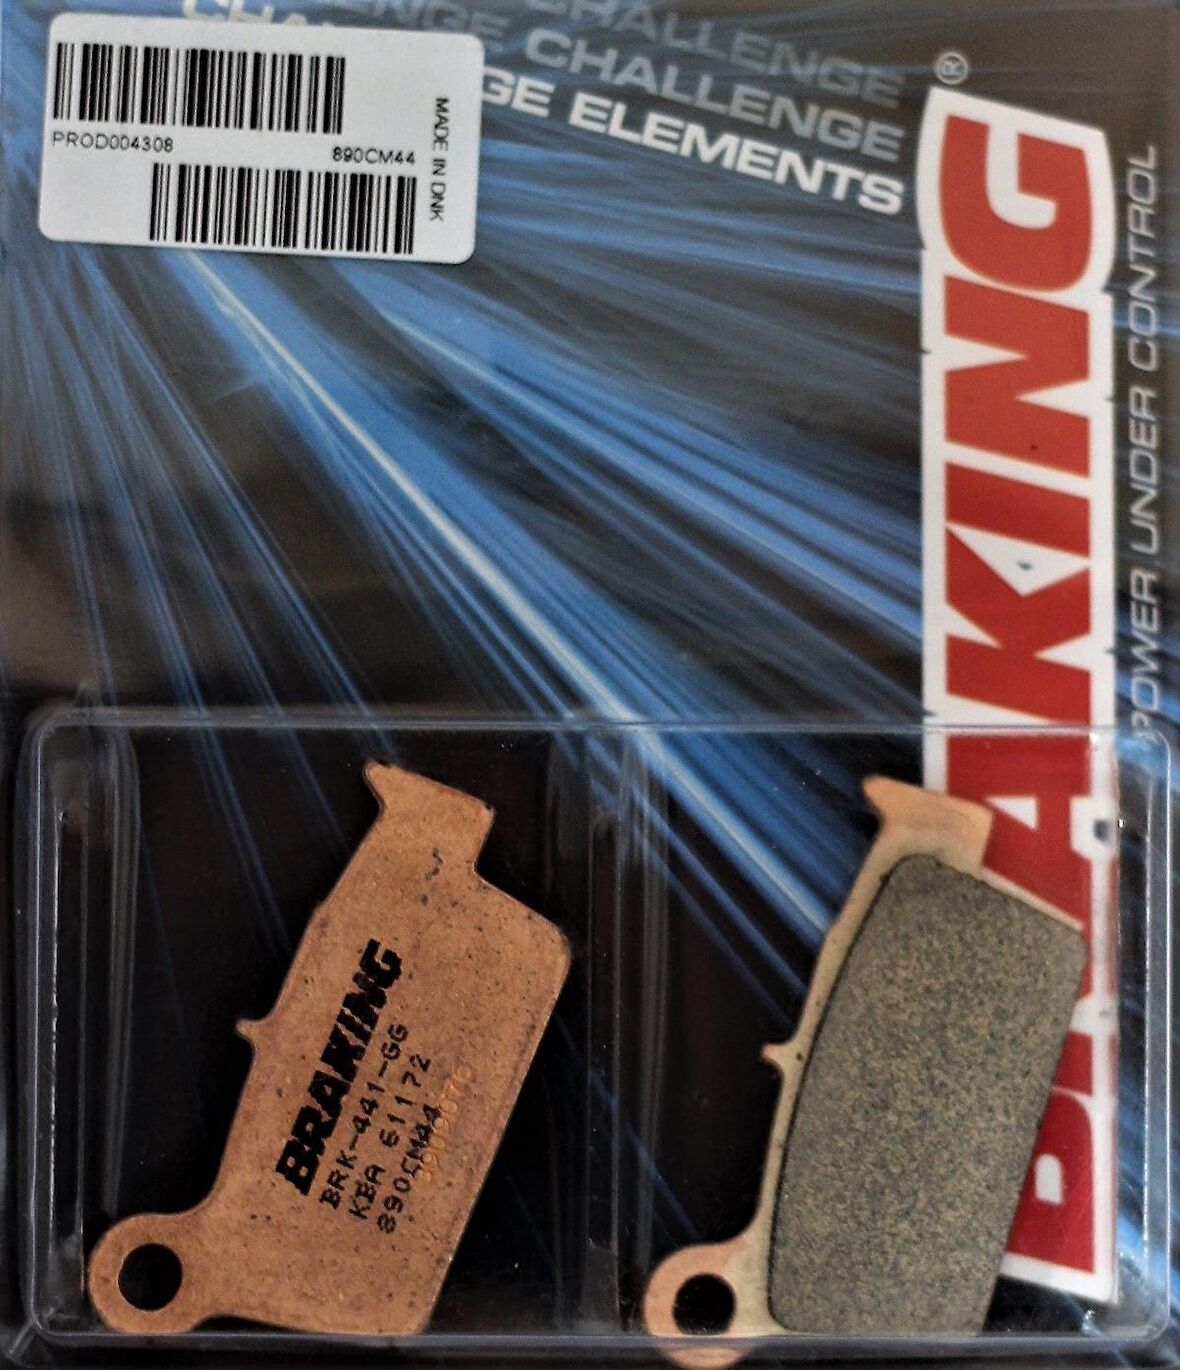 CHALLENGE
CHALLENGE CHALLENGE
GE ELEMENTS
PROD004308
890CM44
MADE IN DNK
BRAKING®
POWER UNDER CONTROL
BRAKING
BRK-441-GG
KBA 61172
890CM44